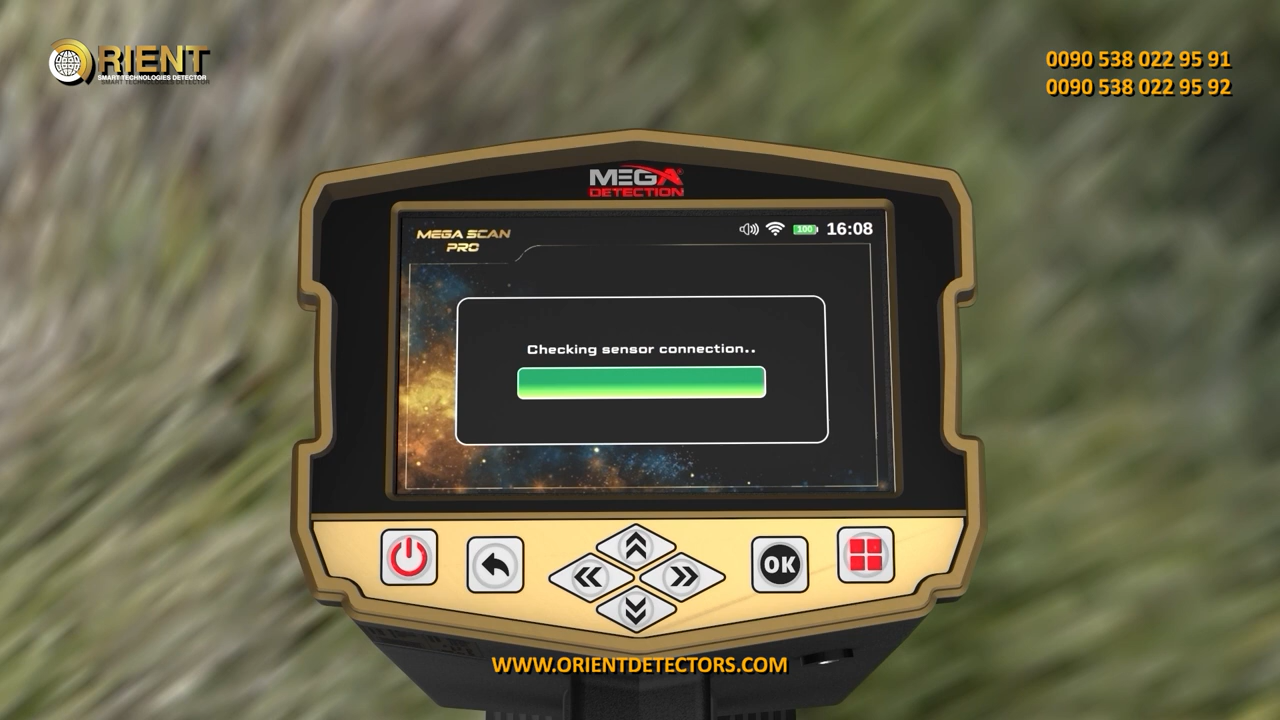 ORIENT
SMART TECHNOLOGIES DETECTOR
0090 538 022 95 91
0090 538 022 95 92
MEGA
DETECTION
MEGA SCAN
PRO
100
16:08
Checking sensor connection..
OK
WWW.ORIENTDETECTORS.COM